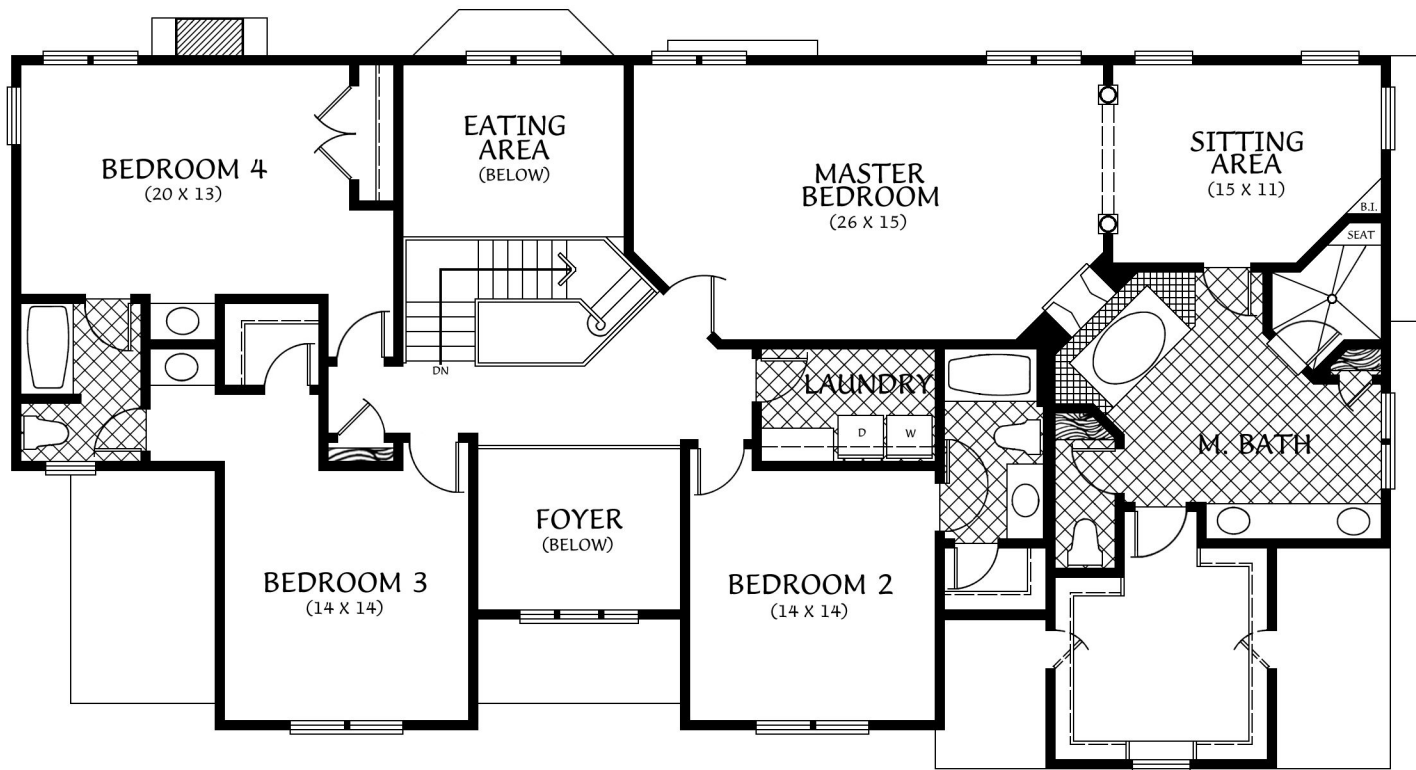 BEDROOM 4
(20 X 13)
EATING
AREA
(BELOW)
MASTER
BEDROOM
(26 X 15)
SITTING
AREA
(15 X 11)
B.I.
SEAT
DN
LAUNDRY
D
W
M. BATH
FOYER
(BELOW)
BEDROOM 3
(14 X 14)
BEDROOM 2
(14 X 14)